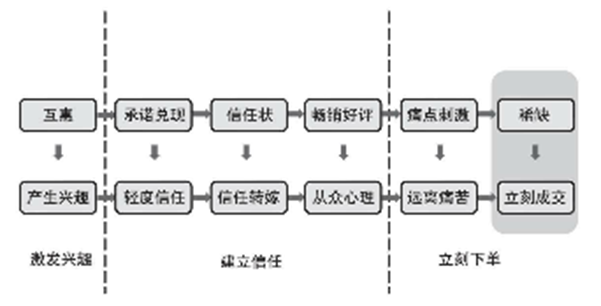 互惠
承诺兑现
信任状
畅销好评
痛点刺激
稀缺
产生兴趣
轻度信任
信任转嫁
从众心理
远离痛苦
立刻成交
激发兴趣
建立信任
立刻下单